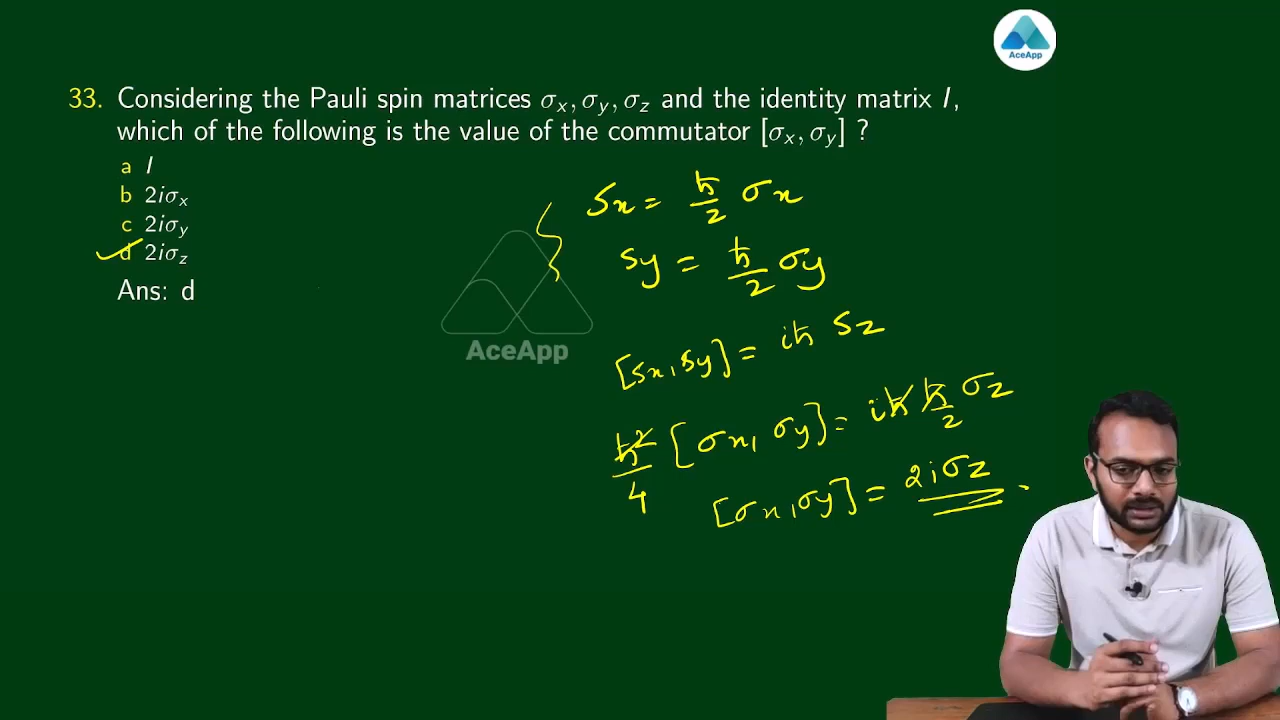 AceApp
33. Considering the Pauli spin matrices σx, σy, σz and the identity matrix I,
which of the following is the value of the commutator [σx, σy] ?
a I
b 2iσx
c 2iσy
d 2iσz
Ans: d
Sx = ħ/2 σx
Sy = ħ/2 σy
[Sx, Sy] = iħ Sz
ħ²/4 [σx, σy] = iħ ħ/2 σz
[σx, σy] = 2iσz
AceApp